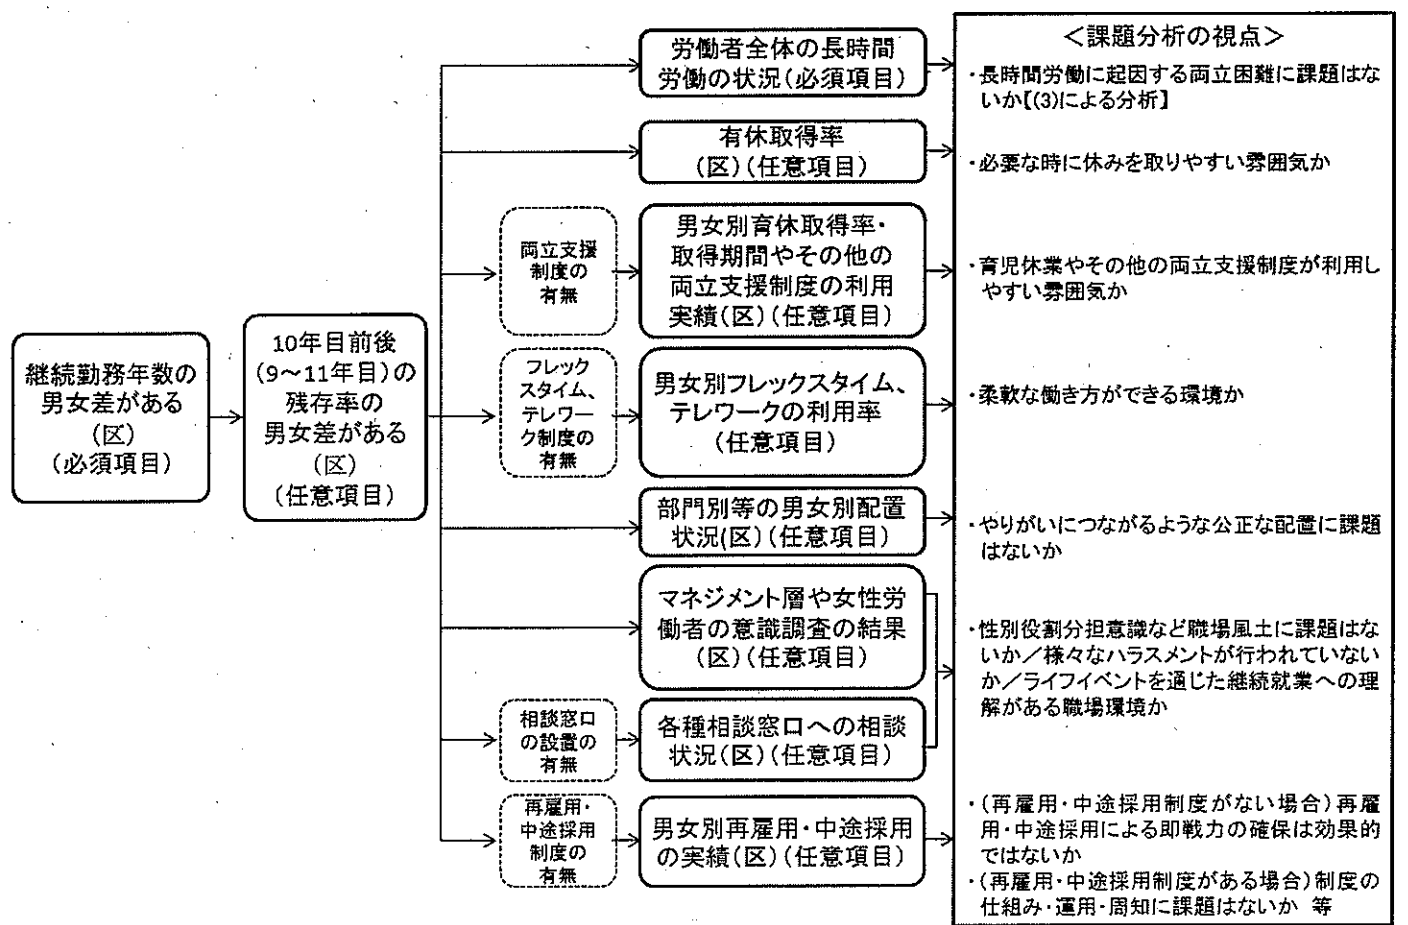 継続勤務年数の
男女差がある
(区)
(必須項目)
10年目前後
(9～11年目)の
残存率の
男女差がある
(区)
(任意項目)
労働者全体の長時間
労働の状況(必須項目)
有休取得率
(区)(任意項目)
両立支援
制度の
有無
男女別育休取得率・
取得期間やその他の
両立支援制度の利用
実績(区)(任意項目)
フレック
スタイム、
テレワー
ク制度の
有無
男女別フレックスタイム、
テレワークの利用率
(任意項目)
部門別等の男女別配置
状況(区)(任意項目)
マネジメント層や女性労
働者の意識調査の結果
(区)(任意項目)
相談窓口
の設置の
有無
各種相談窓口への相談
状況(区)(任意項目)
再雇用・
中途採用
制度の
有無
男女別再雇用・中途採用
の実績(区)(任意項目)
＜課題分析の視点＞
・長時間労働に起因する両立困難に課題はな
いか【(3)による分析】
・必要な時に休みを取りやすい雰囲気か
・育児休業やその他の両立支援制度が利用し
やすい雰囲気か
・柔軟な働き方ができる環境か
・やりがいにつながるような公正な配置に課題
はないか
・性別役割分担意識など職場風土に課題はな
いか／様々なハラスメントが行われていない
か／ライフイベントを通じた継続就業への理
解がある職場環境か
・(再雇用・中途採用制度がない場合)再雇
用・中途採用による即戦力の確保は効果的
ではないか
・(再雇用・中途採用制度がある場合)制度の
仕組み・運用・周知に課題はないか 等